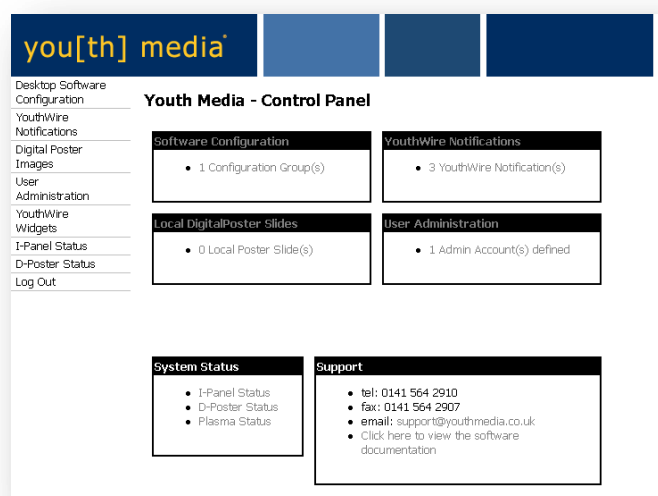 you[th] media
Desktop Software
Configuration
YouthWire
Notifications
Digital Poster
Images
User
Administration
YouthWire
Widgets
I-Panel Status
D-Poster Status
Log Out
Youth Media - Control Panel
Software Configuration
1 Configuration Group(s)
YouthWire Notifications
3 YouthWire Notification(s)
Local DigitalPoster Slides
0 Local Poster Slide(s)
User Administration
1 Admin Account(s) defined
System Status
I-Panel Status
D-Poster Status
Plasma Status
Support
tel: 0141 564 2910
fax: 0141 564 2907
email: support@youthmedia.co.uk
Click here to view the software
documentation